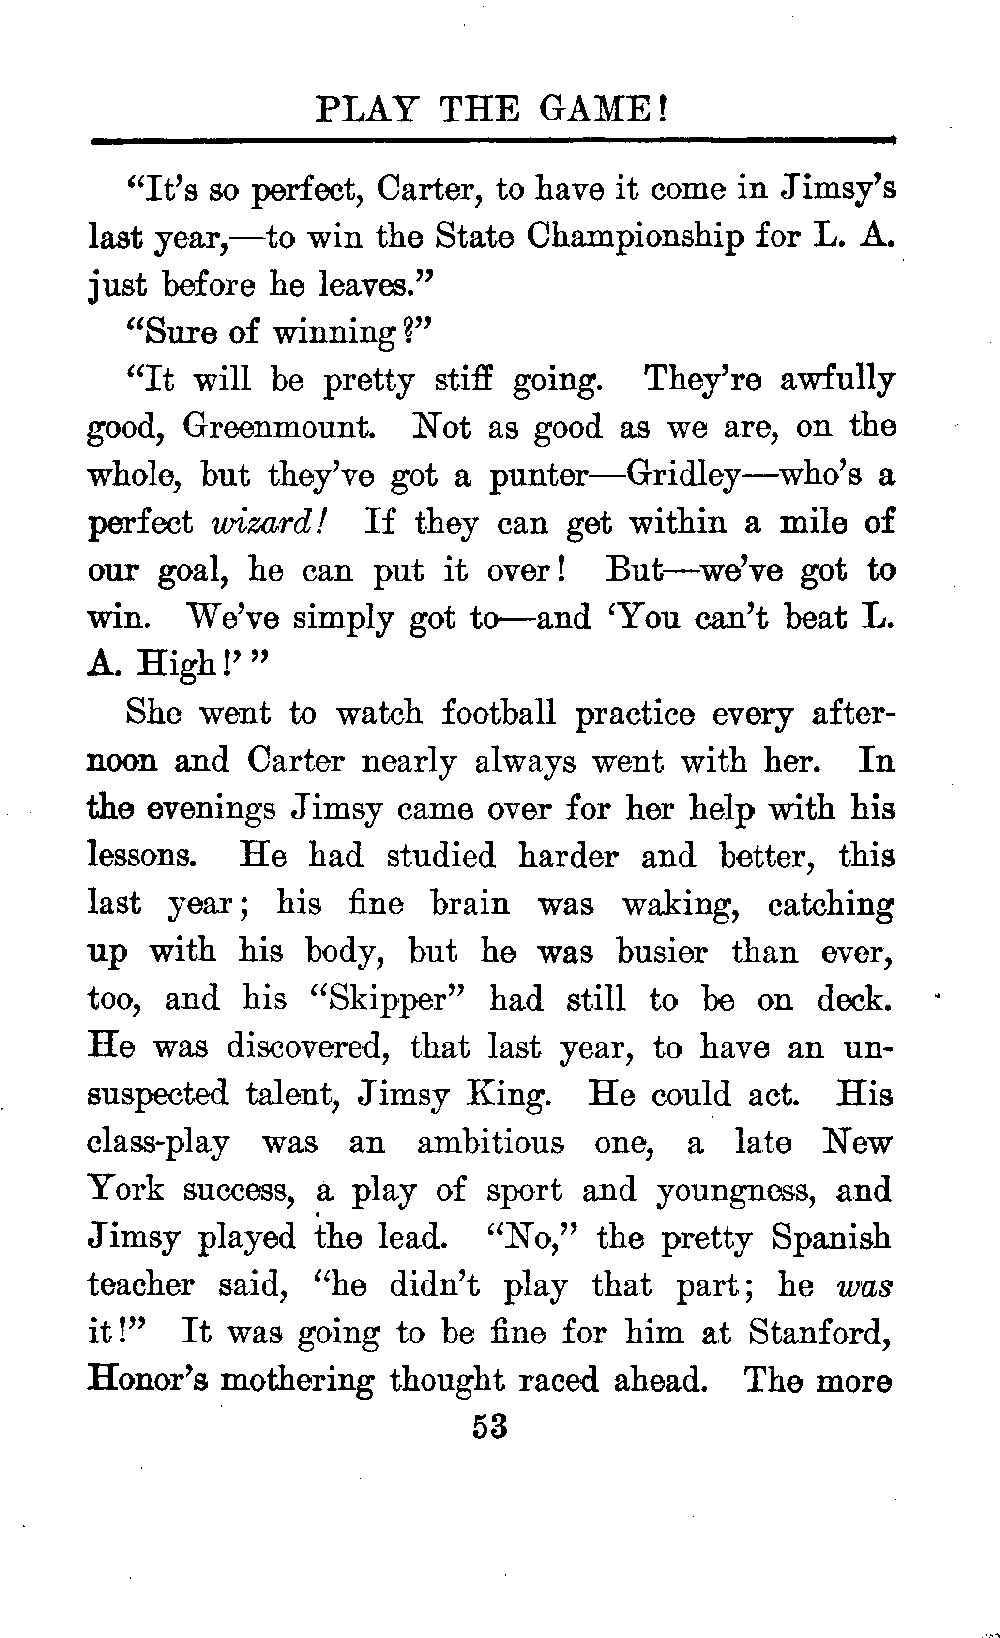 PLAY THE GAME!
“It’s so perfect, Carter, to have it come in Jimsy’s
last year,—to win the State Championship for L. A.
just before he leaves.”
“Sure of winning?”
“It will be pretty stiff going. They’re awfully
good, Greenmount. Not as good as we are, on the
whole, but they’ve got a punter—Gridley—who’s a
perfect wizard! If they can get within a mile of
our goal, he can put it over! But—we’ve got to
win. We’ve simply got to—and ‘You can’t beat L.
A. High!’”
She went to watch football practice every after-
noon and Carter nearly always went with her. In
the evenings Jimsy came over for her help with his
lessons. He had studied harder and better, this
last year; his fine brain was waking, catching
up with his body, but he was busier than ever,
too, and his “Skipper” had still to be on deck.
He was discovered, that last year, to have an un-
suspected talent, Jimsy King. He could act. His
class-play was an ambitious one, a late New
York success, a play of sport and youngness, and
Jimsy played the lead. “No,” the pretty Spanish
teacher said, “he didn’t play that part; he was
it!” It was going to be fine for him at Stanford,
Honor’s mothering thought raced ahead. The more
53